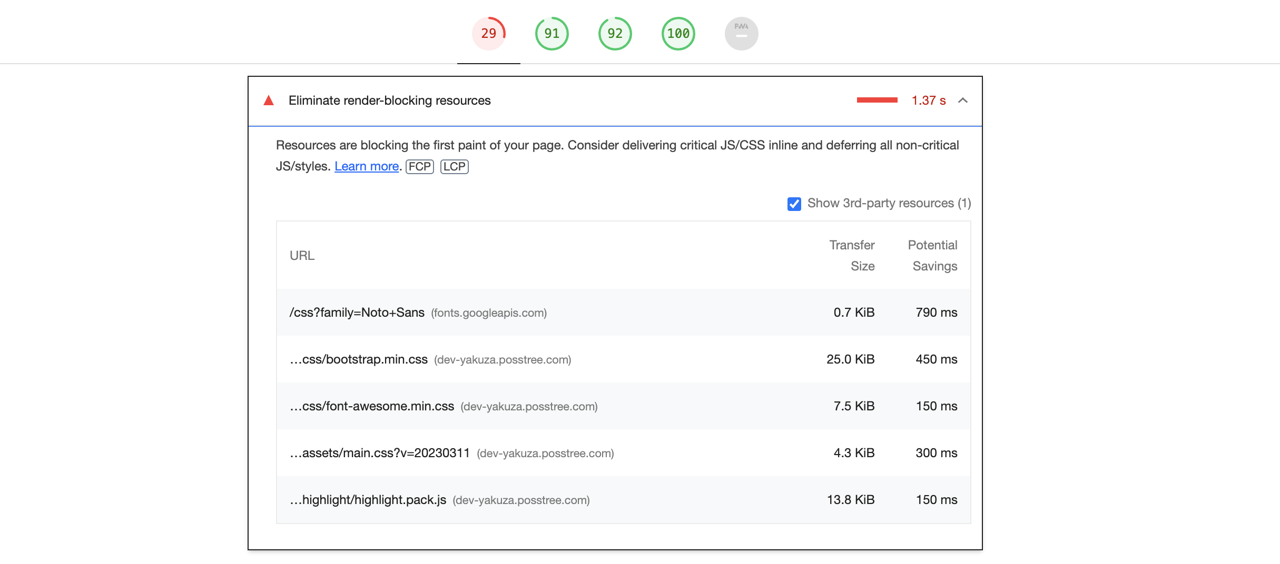 29 91 92 100 PWA
Eliminate render-blocking resources 1.37 s
Resources are blocking the first paint of your page. Consider delivering critical JS/CSS inline and deferring all non-critical
JS/styles. Learn more. FCP LCP
Show 3rd-party resources (1)
URL Transfer Size Potential Savings
/css?family=Noto+Sans (fonts.googleapis.com) 0.7 KiB 790 ms
…css/bootstrap.min.css (dev-yakuza.posstree.com) 25.0 KiB 450 ms
…css/font-awesome.min.css (dev-yakuza.posstree.com) 7.5 KiB 150 ms
…assets/main.css?v=20230311 (dev-yakuza.posstree.com) 4.3 KiB 300 ms
…highlight/highlight.pack.js (dev-yakuza.posstree.com) 13.8 KiB 150 ms